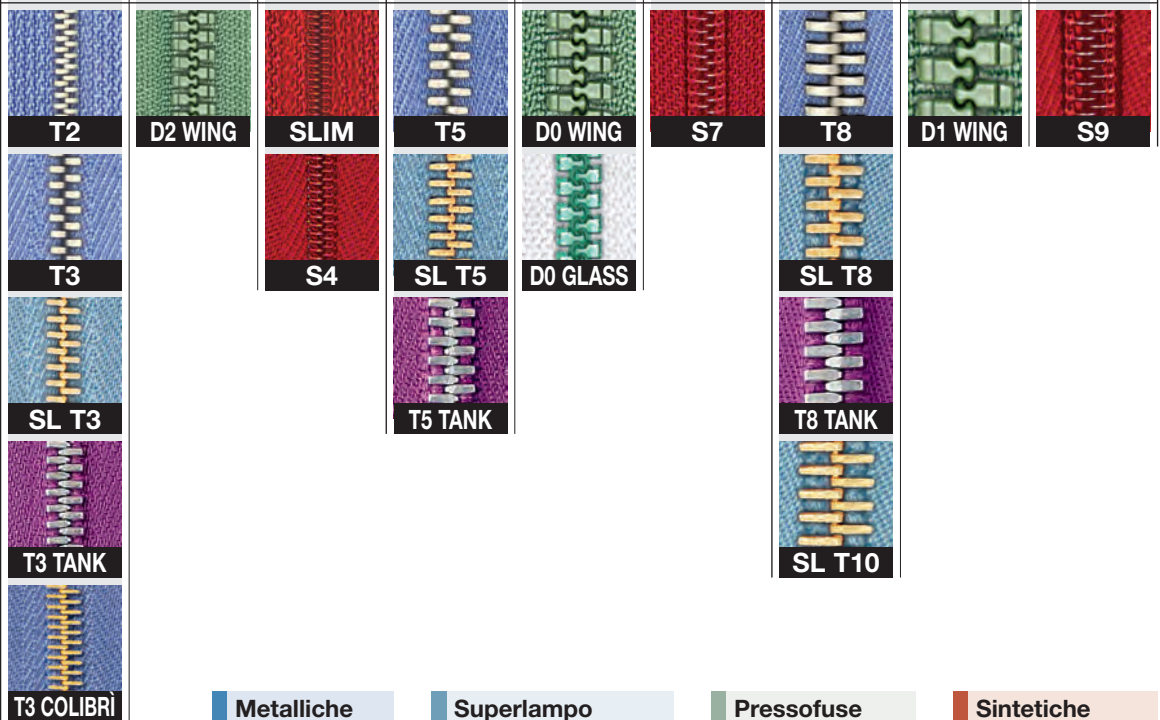 T2
D2 WING
SLIM
T5
D0 WING
S7
T8
D1 WING
S9
T3
S4
SL T5
D0 GLASS
SL T8
SL T3
T5 TANK
T8 TANK
T3 TANK
SL T10
T3 COLIBRÌ
Metalliche
Superlampo
Pressofuse
Sintetiche